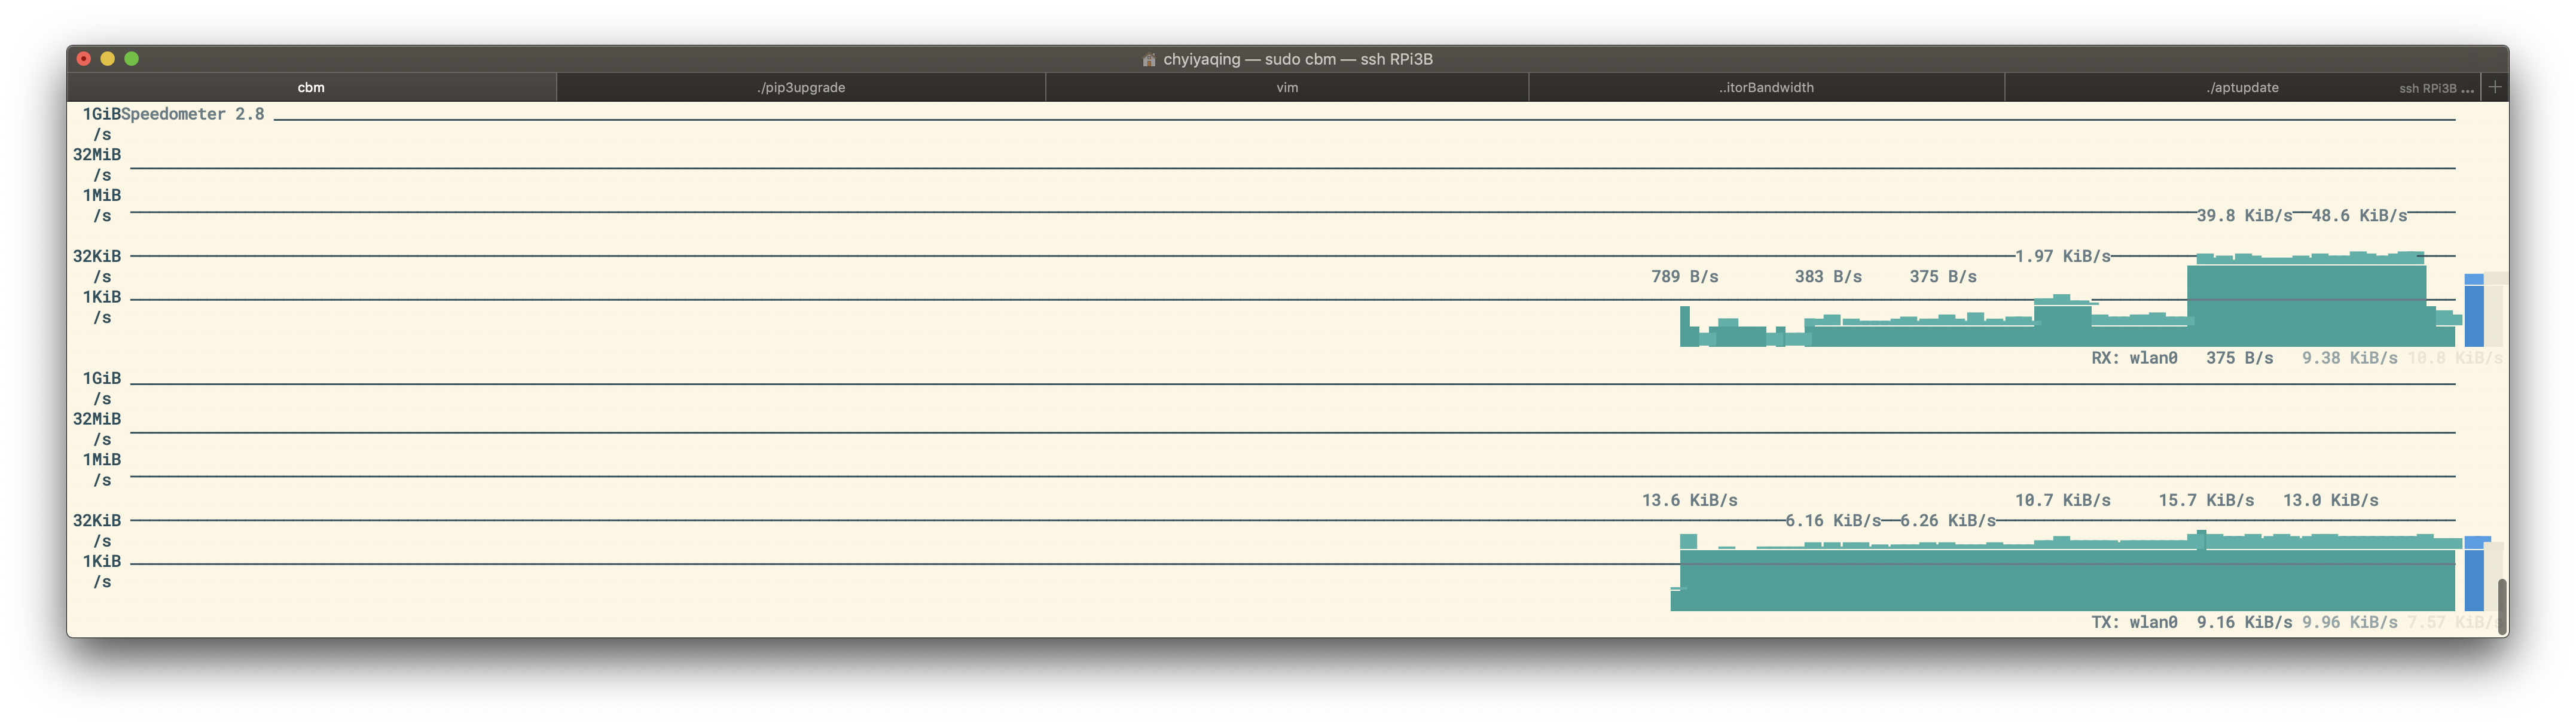 chyiyaqing — sudo cbm — ssh RPi3B
cbm ./pip3upgrade vim ..itorBandwidth ./aptupdate ssh RPi3B ...
1GiBSpeedometer 2.8
/s
32MiB
/s
1MiB
/s 39.8 KiB/s 48.6 KiB/s
32KiB 1.97 KiB/s
/s 789 B/s 383 B/s 375 B/s
1KiB
/s
RX: wlan0 375 B/s 9.38 KiB/s 10.8 KiB/s
1GiB
/s
32MiB
/s
1MiB
/s
13.6 KiB/s 10.7 KiB/s 15.7 KiB/s 13.0 KiB/s
32KiB 6.16 KiB/s 6.26 KiB/s
/s
1KiB
/s
TX: wlan0 9.16 KiB/s 9.96 KiB/s 7.57 KiB/s